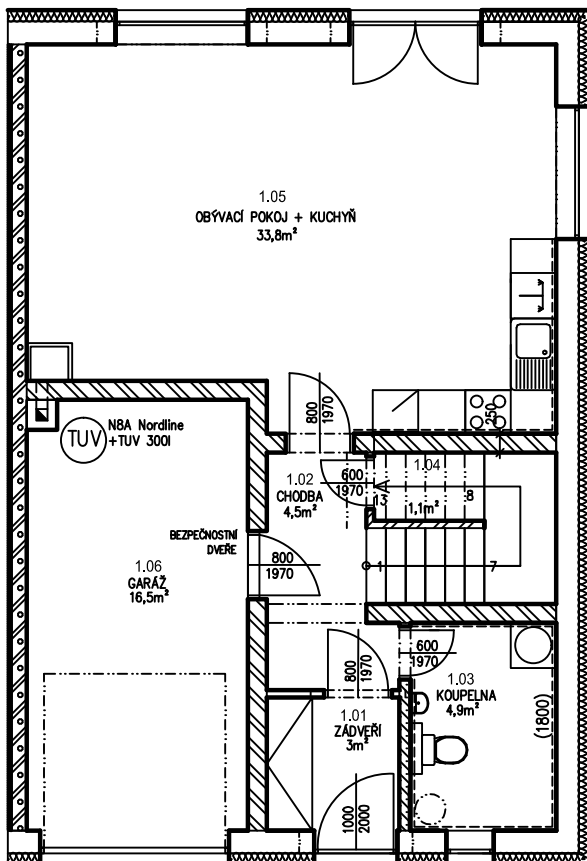 1.05
OBÝVACÍ POKOJ + KUCHYŇ
33,8m²
250
TUV
N8A Nordline
+TUV 300l
800
1970
1.02
CHODBA
4,5m²
600
1970
1.04
1,1m²
13
8
1
7
BEZPEČNOSTNÍ
DVEŘE
800
1970
1.06
GARÁŽ
16,5m²
800
1970
600
1970
1.03
KOUPELNA
4,9m²
(1800)
1.01
ZÁDVEŘÍ
3m²
1000
2000